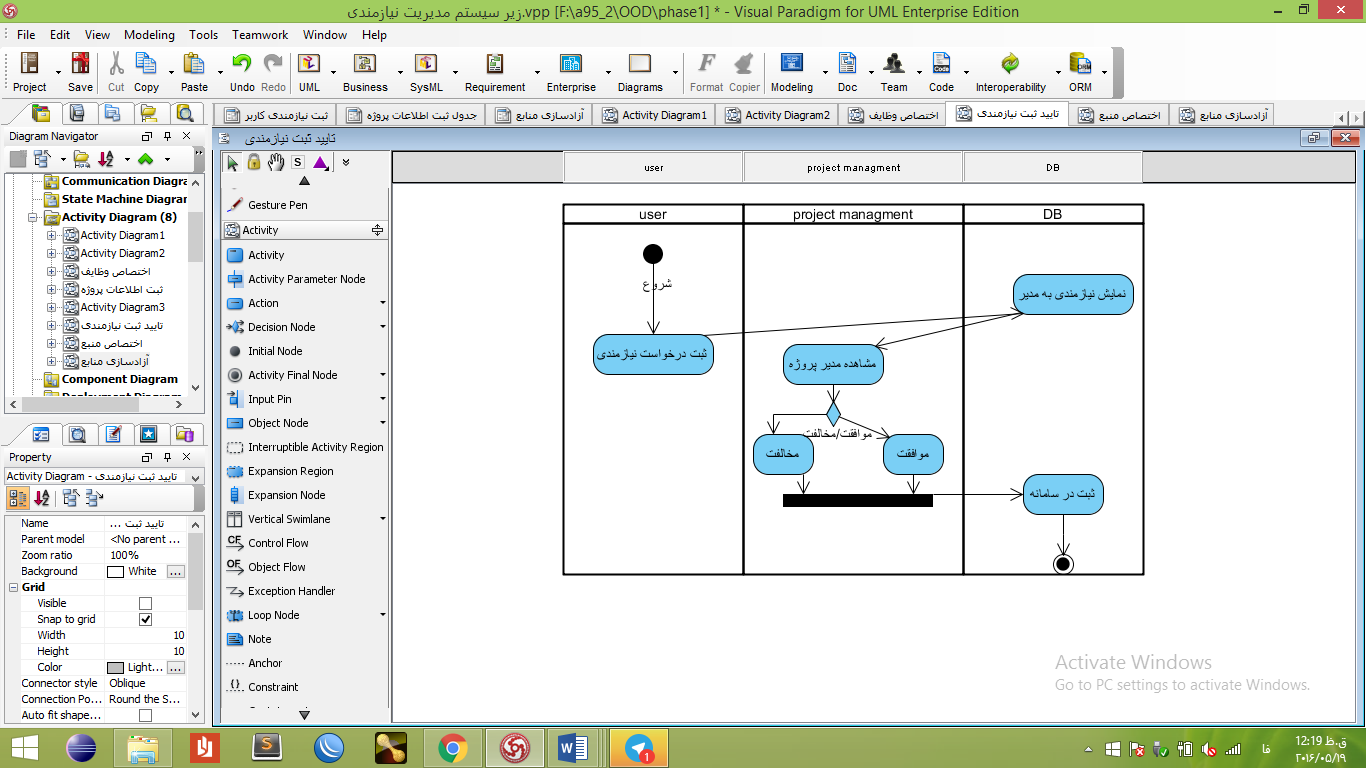 زیر سیستم مدیریت نیازمندی.vpp [F:\a95_2\OOD\phase1] * - Visual Paradigm for UML Enterprise Edition
File Edit View Modeling Tools Teamwork Window Help
Project Save Cut Copy Paste Undo Redo UML Business SysML Requirement Enterprise Diagrams Format Copier Modeling Doc Team Code Interoperability ORM
Diagram Navigator
ثبت نیازمندی کاربر
جدول ثبت اطلاعات پروژه
آزادسازی منابع
Activity Diagram1
Activity Diagram2
اختصاص وظایف
تایید ثبت نیازمندی
اختصاص منبع
آزادسازی منابع
Communication Diagra
State Machine Diagrar
Activity Diagram (8)
Activity Diagram1
Activity Diagram2
اختصاص وظایف
ثبت اطلاعات پروژه
Activity Diagram3
تایید ثبت نیازمندی
اختصاص منبع
آزادسازی منابع
Component Diagram
Property
تایید ثبت نیازمندی - Activity Diagram
Name تایید ثبت ...
Parent model <No parent ...
Zoom ratio 100%
Background White ...
Grid
Visible
Snap to grid
Width 10
Height 10
Color Light... ...
Connector style Oblique
Connection Po... Round the S...
Auto fit shape...
تایید ثبت نیازمندی
S
Gesture Pen
Activity
Activity
Activity Parameter Node
Action
Decision Node
Initial Node
Activity Final Node
Input Pin
Object Node
Interruptible Activity Region
Expansion Region
Expansion Node
Vertical Swimlane
CF Control Flow
OF Object Flow
Exception Handler
Loop Node
Note
Anchor
{} Constraint
user project managment DB
user project managment DB
شروع
نمایش نیازمندی به مدیر
ثبت درخواست نیازمندی
مشاهده مدیر پروژه
موافقت/مخالفت
مخالفت
موافقت
ثبت در سامانه
Activate Windows
Go to PC settings to activate Windows.
1
فا
12:19 ق.ظ
۲۰۱۶/۰۵/۱۹